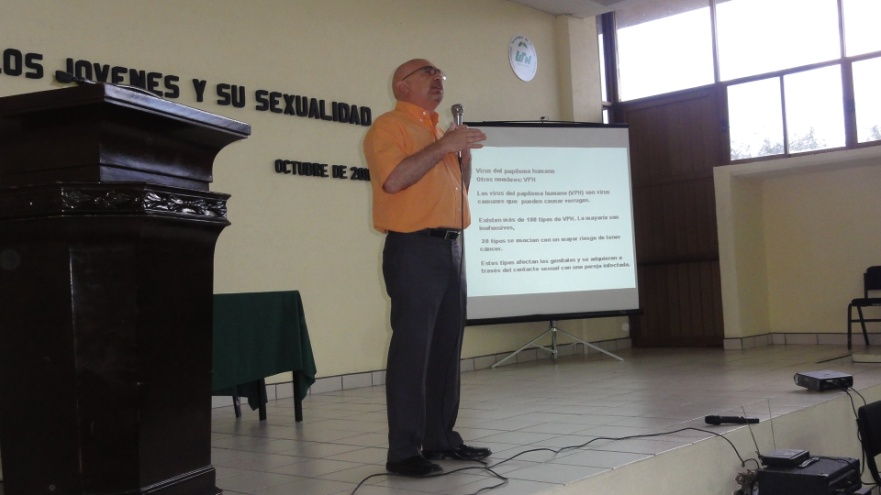 LOS JOVENES Y SU SEXUALIDAD
OCTUBRE DE
Virus del papiloma humano
Otros nombres: VPH
Los virus del papiloma humano (VPH) son virus
comunes que pueden causar verrugas.
Existen más de 100 tipos de VPH. La mayoría son
inofensivos,
30 tipos se asocian con un mayor riesgo de tener
cáncer.
Estos tipos afectan los genitales y se adquieren a
través del contacto sexual con una pareja infectada